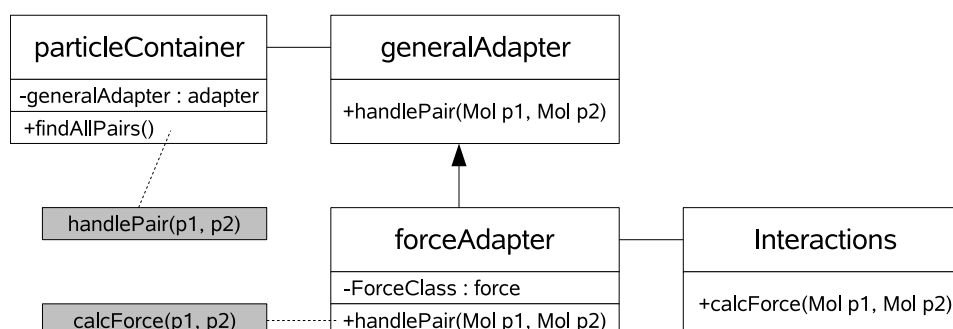 particleContainer
-generalAdapter : adapter
+findAllPairs()
generalAdapter
+handlePair(Mol p1, Mol p2)
handlePair(p1, p2)
forceAdapter
-ForceClass : force
+handlePair(Mol p1, Mol p2)
Interactions
+calcForce(Mol p1, Mol p2)
calcForce(p1, p2)